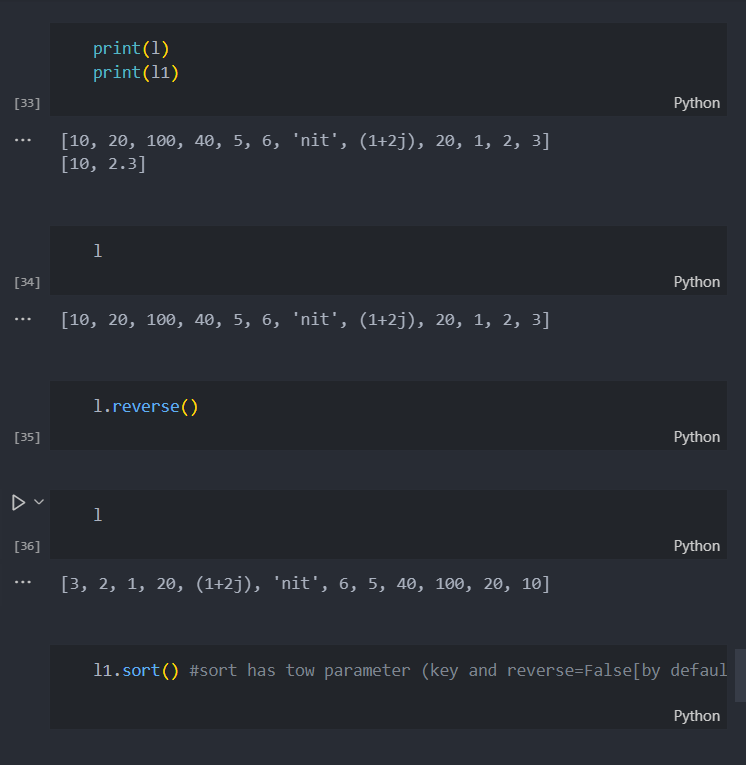 print(l)
print(l1)
[33]
Python
[10, 20, 100, 40, 5, 6, 'nit', (1+2j), 20, 1, 2, 3]
[10, 2.3]
l
[34]
Python
[10, 20, 100, 40, 5, 6, 'nit', (1+2j), 20, 1, 2, 3]
l.reverse()
[35]
Python
l
[36]
Python
[3, 2, 1, 20, (1+2j), 'nit', 6, 5, 40, 100, 20, 10]
l1.sort() #sort has tow parameter (key and reverse=False[by defaul
Python